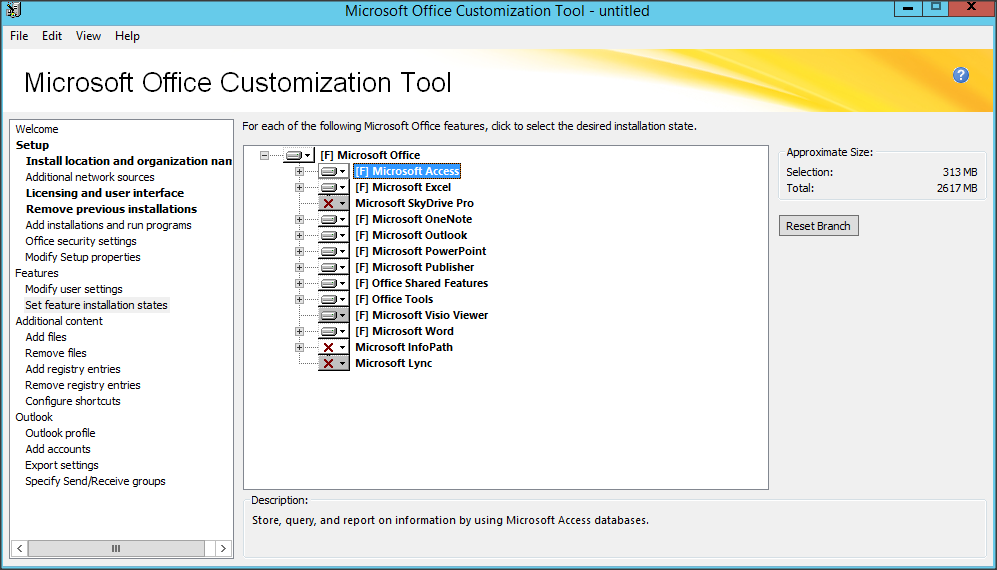 Microsoft Office Customization Tool - untitled
File Edit View Help
Microsoft Office Customization Tool
?
Welcome
Setup
Install location and organization nan
Additional network sources
Licensing and user interface
Remove previous installations
Add installations and run programs
Office security settings
Modify Setup properties
Features
Modify user settings
Set feature installation states
Additional content
Add files
Remove files
Add registry entries
Remove registry entries
Configure shortcuts
Outlook
Outlook profile
Add accounts
Export settings
Specify Send/Receive groups
For each of the following Microsoft Office features, click to select the desired installation state.
[F] Microsoft Office
[F] Microsoft Access
[F] Microsoft Excel
Microsoft SkyDrive Pro
[F] Microsoft OneNote
[F] Microsoft Outlook
[F] Microsoft PowerPoint
[F] Microsoft Publisher
[F] Office Shared Features
[F] Office Tools
[F] Microsoft Visio Viewer
[F] Microsoft Word
Microsoft InfoPath
Microsoft Lync
Approximate Size:
Selection: 313 MB
Total: 2617 MB
Reset Branch
Description:
Store, query, and report on information by using Microsoft Access databases.